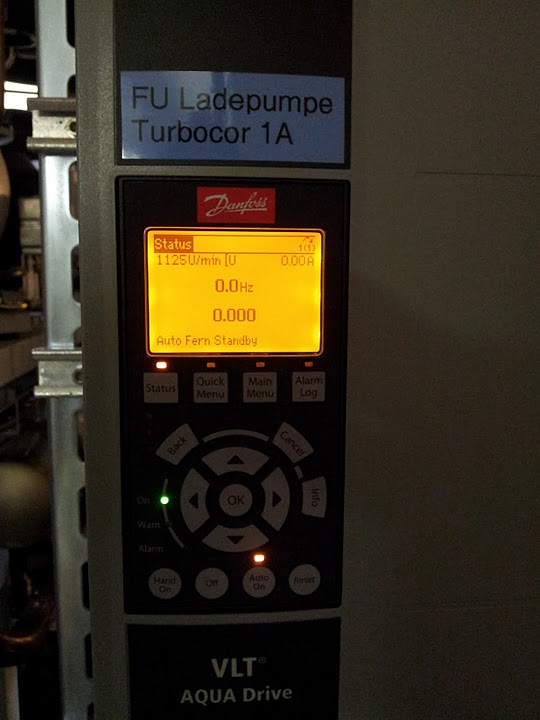 FU Ladepumpe
Turbocor 1A
Danfoss
Status
1(1)
1125U/min [U 0.00A
0.0Hz
0.000
Auto Fern Standby
Status Quick Menu Main Menu Alarm Log
Back Cancel
OK Info
On
Warn.
Alarm
Hand On Off Auto On Reset
VLT®
AQUA Drive